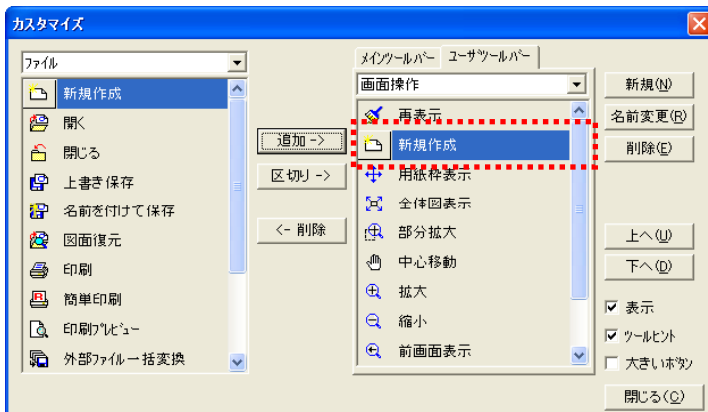 カスタマイズ
ファイル
新規作成
開く
閉じる
上書き保存
名前を付けて保存
図面復元
印刷
簡単印刷
印刷プレビュー
外部ファイル一括変換
追加 ->
区切り ->
<- 削除
メインツールバー ユーザツールバー
画面操作
再表示
新規作成
用紙枠表示
全体図表示
部分拡大
中心移動
拡大
縮小
前画面表示
新規(N)
名前変更(R)
削除(E)
上へ(U)
下へ(D)
表示
ツールヒント
大きいボタン
閉じる(C)